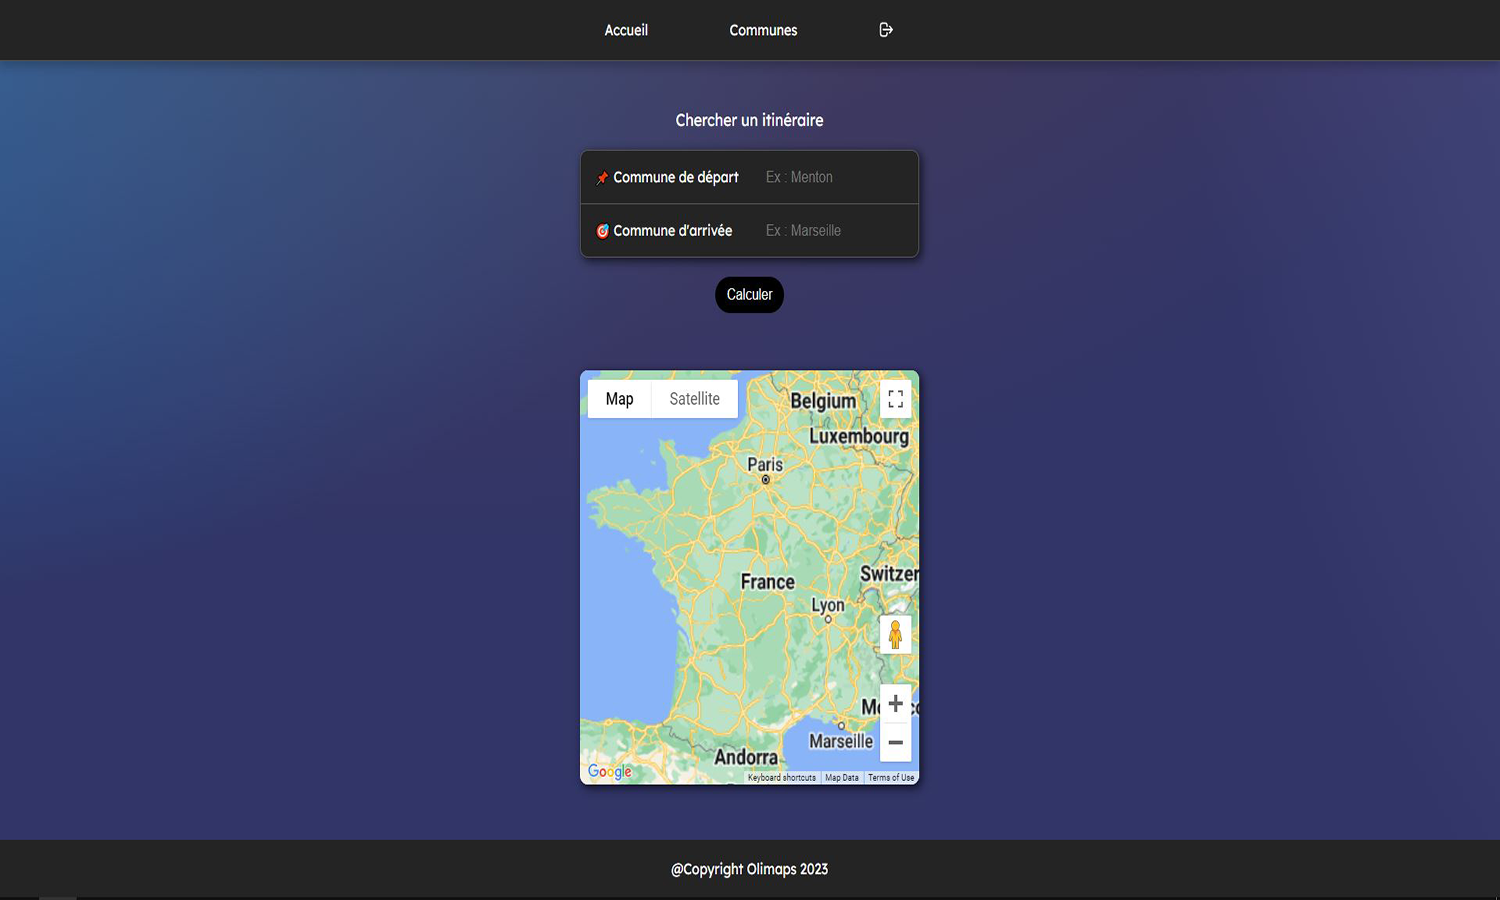 Accueil Communes
Chercher un itinéraire
📌 Commune de départ Ex : Menton
🎯 Commune d'arrivée Ex : Marseille
Calculer
Map Satellite
Belgium
Luxembourg
Paris
Switzer
France
Lyon
Marseille
Andorra
Google
Keyboard shortcuts Map Data Terms of Use
@Copyright Olimaps 2023